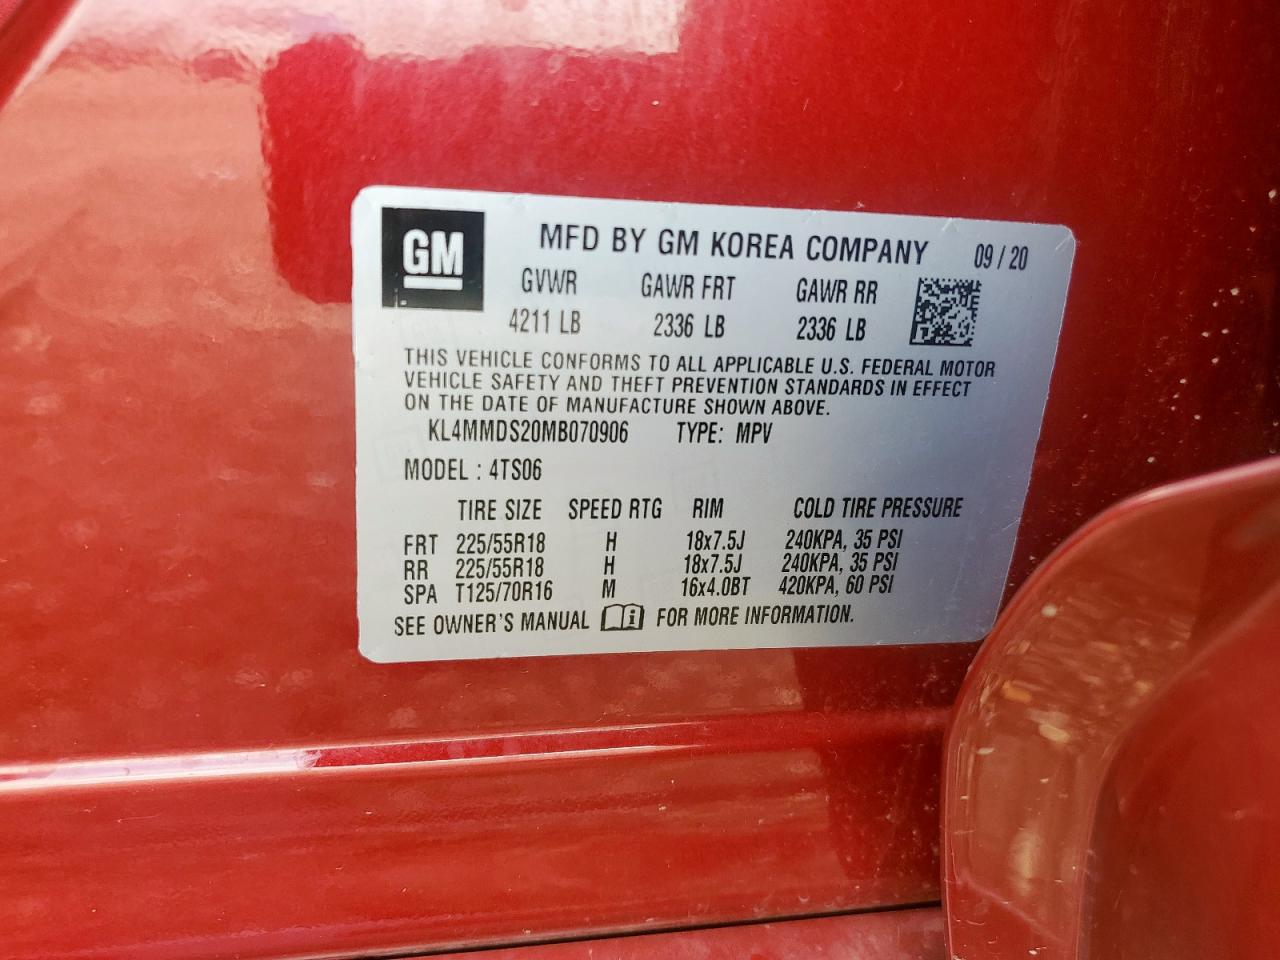 GM
MFD BY GM KOREA COMPANY 09 / 20
GVWR GAWR FRT GAWR RR
4211 LB 2336 LB 2336 LB
THIS VEHICLE CONFORMS TO ALL APPLICABLE U.S. FEDERAL MOTOR
VEHICLE SAFETY AND THEFT PREVENTION STANDARDS IN EFFECT
ON THE DATE OF MANUFACTURE SHOWN ABOVE.
KL4MMDS20MB070906 TYPE: MPV
MODEL : 4TS06
TIRE SIZE SPEED RTG RIM COLD TIRE PRESSURE
FRT 225/55R18 H 18x7.5J 240KPA, 35 PSI
RR 225/55R18 H 18x7.5J 240KPA, 35 PSI
SPA T125/70R16 M 16x4.0BT 420KPA, 60 PSI
SEE OWNER'S MANUAL i FOR MORE INFORMATION.